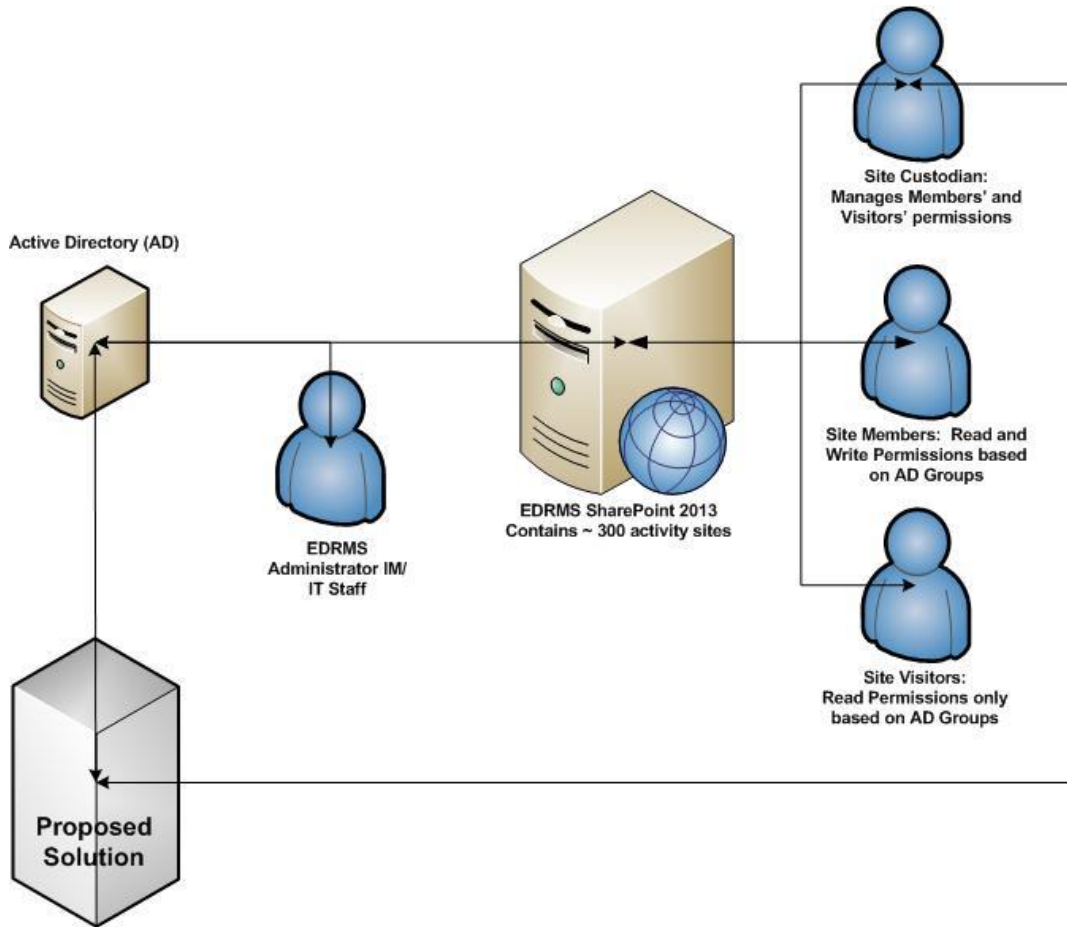 Site Custodian:
Manages Members' and
Visitors' permissions
Active Directory (AD)
EDRMS
Administrator IM/
IT Staff
EDRMS SharePoint 2013
Contains ~ 300 activity sites
Site Members: Read and
Write Permissions based
on AD Groups
Site Visitors:
Read Permissions only
based on AD Groups
Proposed
Solution